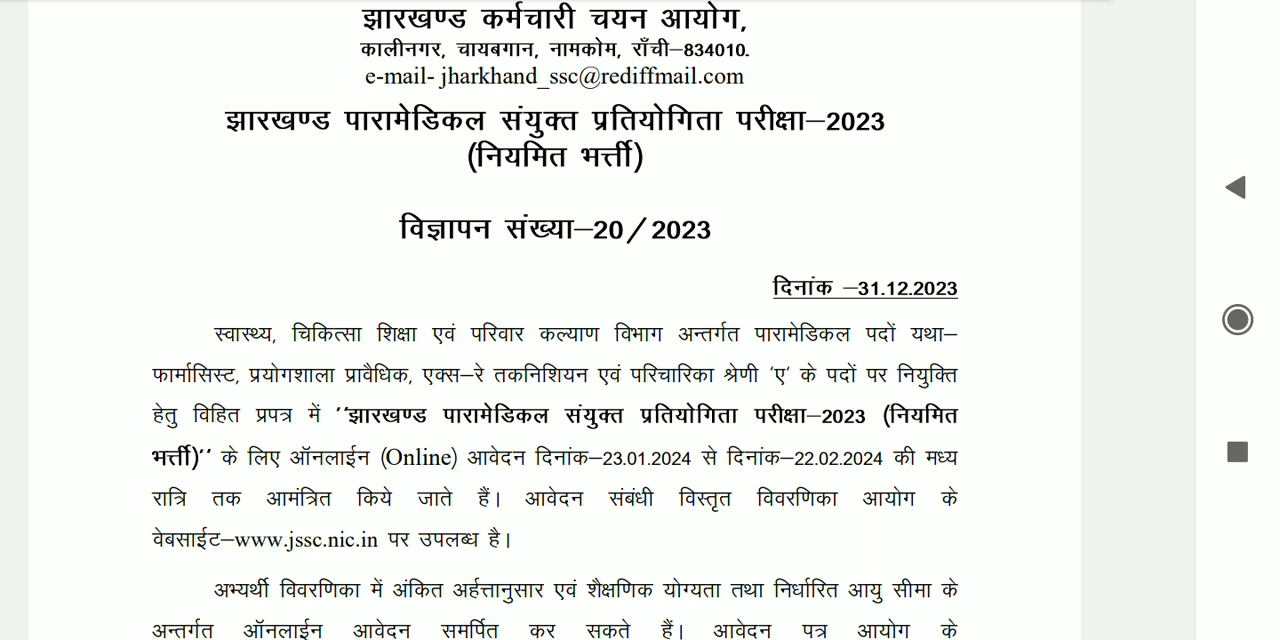 झारखण्ड कर्मचारी चयन आयोग,
कालीनगर, चायबगान, नामकोम, राँची–834010.
e-mail- jharkhand_ssc@rediffmail.com
झारखण्ड पारामेडिकल संयुक्त प्रतियोगिता परीक्षा–2023
(नियमित भर्त्ती)
विज्ञापन संख्या–20/2023
दिनांक –31.12.2023
स्वास्थ्य, चिकित्सा शिक्षा एवं परिवार कल्याण विभाग अन्तर्गत पारामेडिकल पदों यथा–
फार्मासिस्ट, प्रयोगशाला प्रावैधिक, एक्स–रे तकनिशियन एवं परिचारिका श्रेणी 'ए' के पदों पर नियुक्ति
हेतु विहित प्रपत्र में ''झारखण्ड पारामेडिकल संयुक्त प्रतियोगिता परीक्षा–2023 (नियमित
भर्त्ती)'' के लिए ऑनलाईन (Online) आवेदन दिनांक–23.01.2024 से दिनांक–22.02.2024 की मध्य
रात्रि तक आमंत्रित किये जाते हैं। आवेदन संबंधी विस्तृत विवरणिका आयोग के
वेबसाईट–www.jssc.nic.in पर उपलब्ध है।
अभ्यर्थी विवरणिका में अंकित अर्हत्तानुसार एवं शैक्षणिक योग्यता तथा निर्धारित आयु सीमा के
अन्तर्गत ऑनलाईन आवेदन समर्पित कर सकते हैं। आवेदन पत्र आयोग के